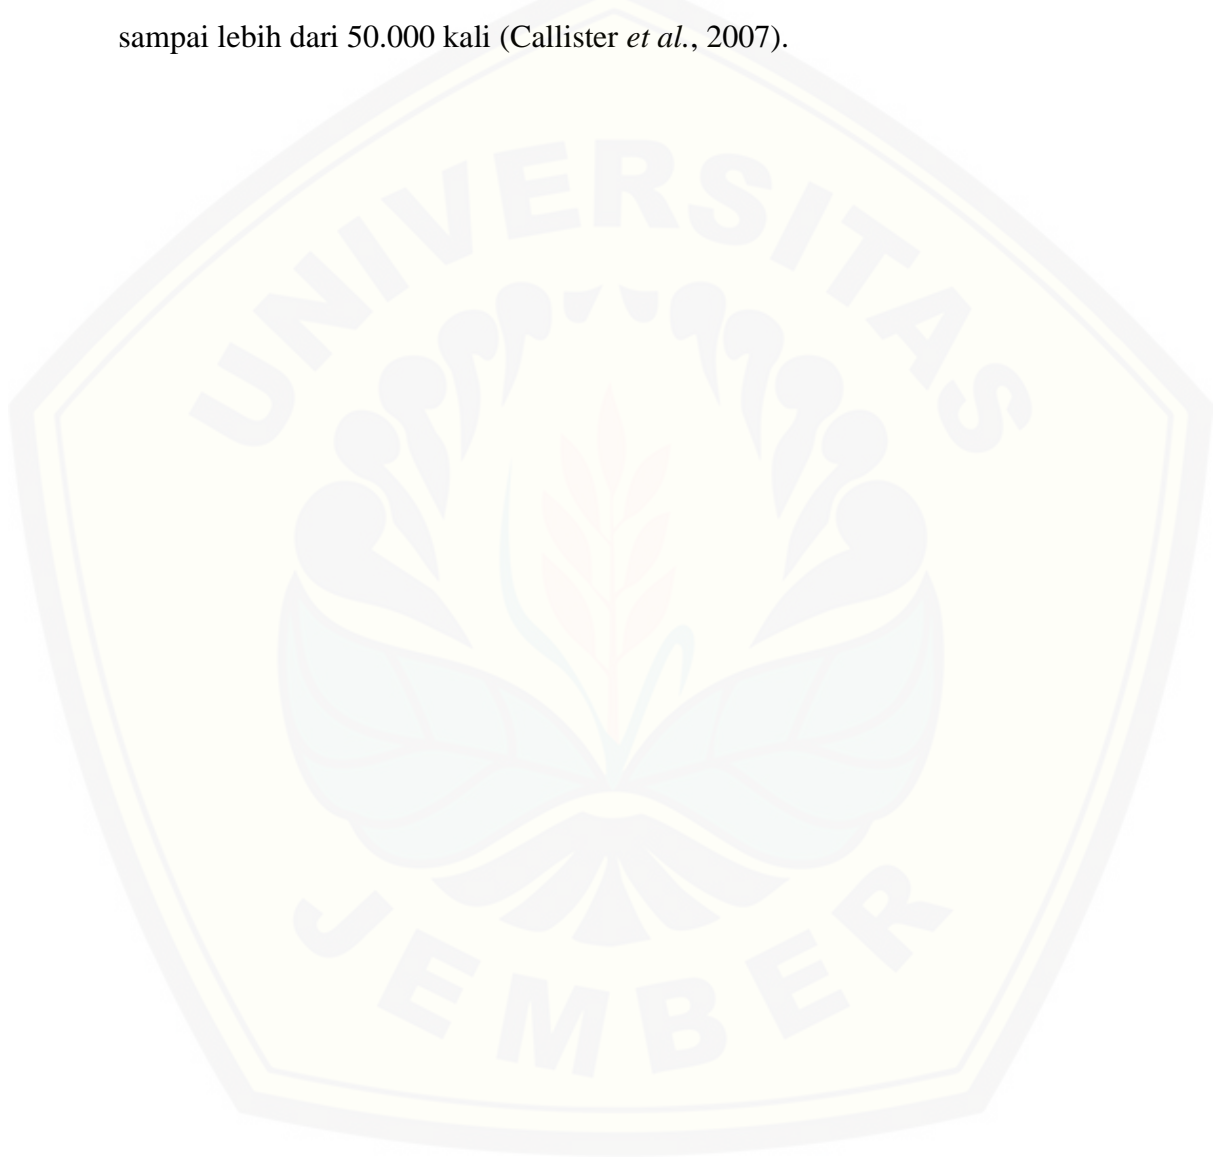 sampai lebih dari 50.000 kali (Callister et al., 2007).
UNIVERSITAS
JEMBER